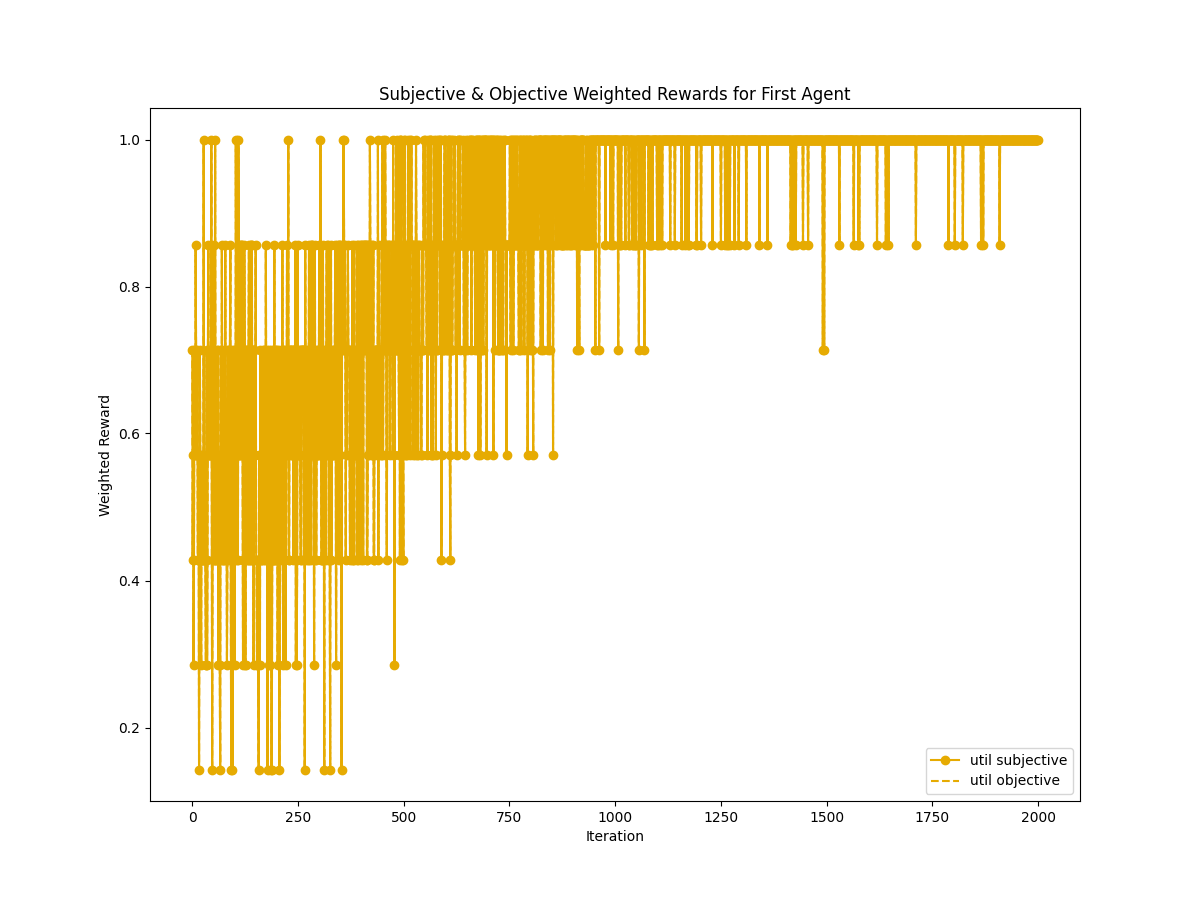 Subjective & Objective Weighted Rewards for First Agent
Weighted Reward
1.0
0.8
0.6
0.4
0.2
0
250
500
750
1000
1250
1500
1750
2000
Iteration
util subjective
util objective